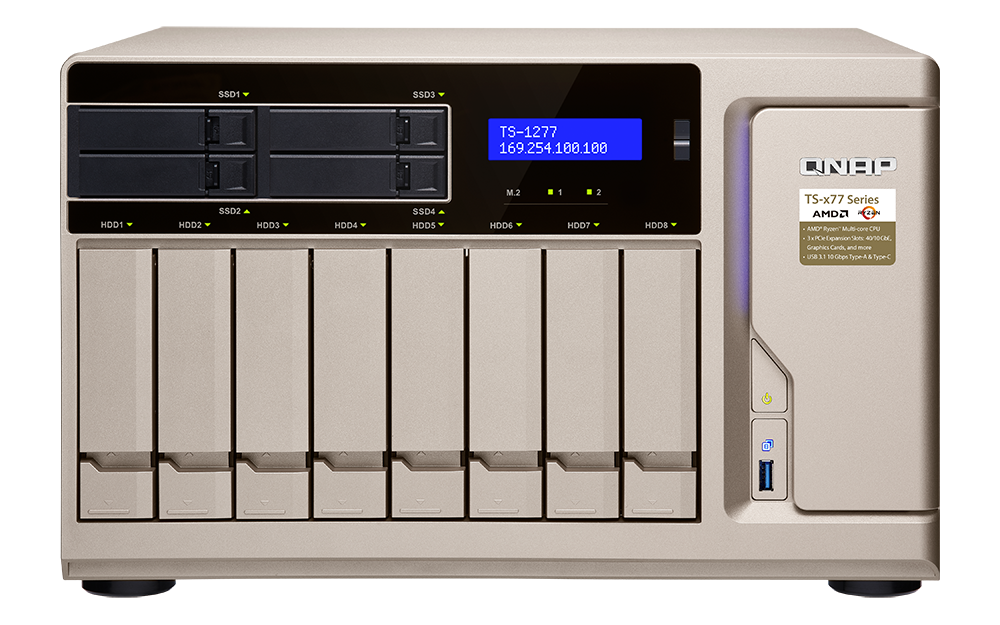 SSD1
SSD3
TS-1277
169.254.100.100
M.2
1
2
SSD2
SSD4
HDD1
HDD2
HDD3
HDD4
HDD5
HDD6
HDD7
HDD8
QNAP
TS-x77 Series
AMD RYZEN
• AMD® Ryzen™ Multi-core CPU
• 3 x PCIe Expansion Slots: 40/10 GbE,
Graphics Cards, and more
• USB 3.1 10 Gbps Type-A & Type-C